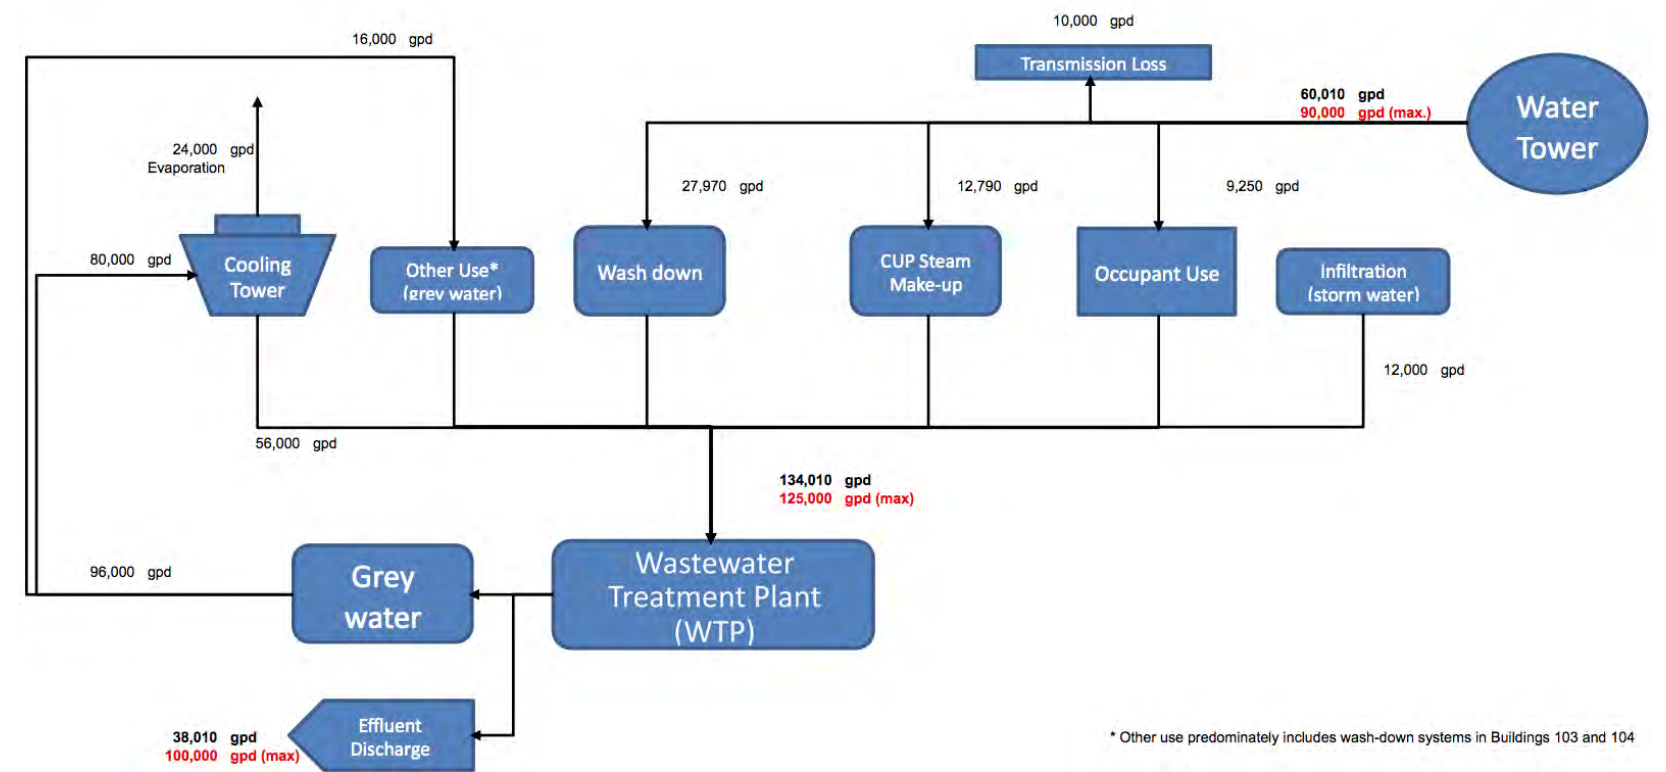 10,000 gpd
16,000 gpd
Transmission Loss
60,010 gpd
90,000 gpd (max.)
Water
Tower
24,000 gpd
Evaporation
27,970 gpd
12,790 gpd
9,250 gpd
80,000 gpd
Cooling
Tower
Other Use*
(grey water)
Wash down
CUP Steam
Make-up
Occupant Use
Infiltration
(storm water)
12,000 gpd
56,000 gpd
134,010 gpd
125,000 gpd (max)
96,000 gpd
Grey
water
Wastewater
Treatment Plant
(WTP)
Effluent
Discharge
38,010 gpd
100,000 gpd (max)
* Other use predominately includes wash-down systems in Buildings 103 and 104